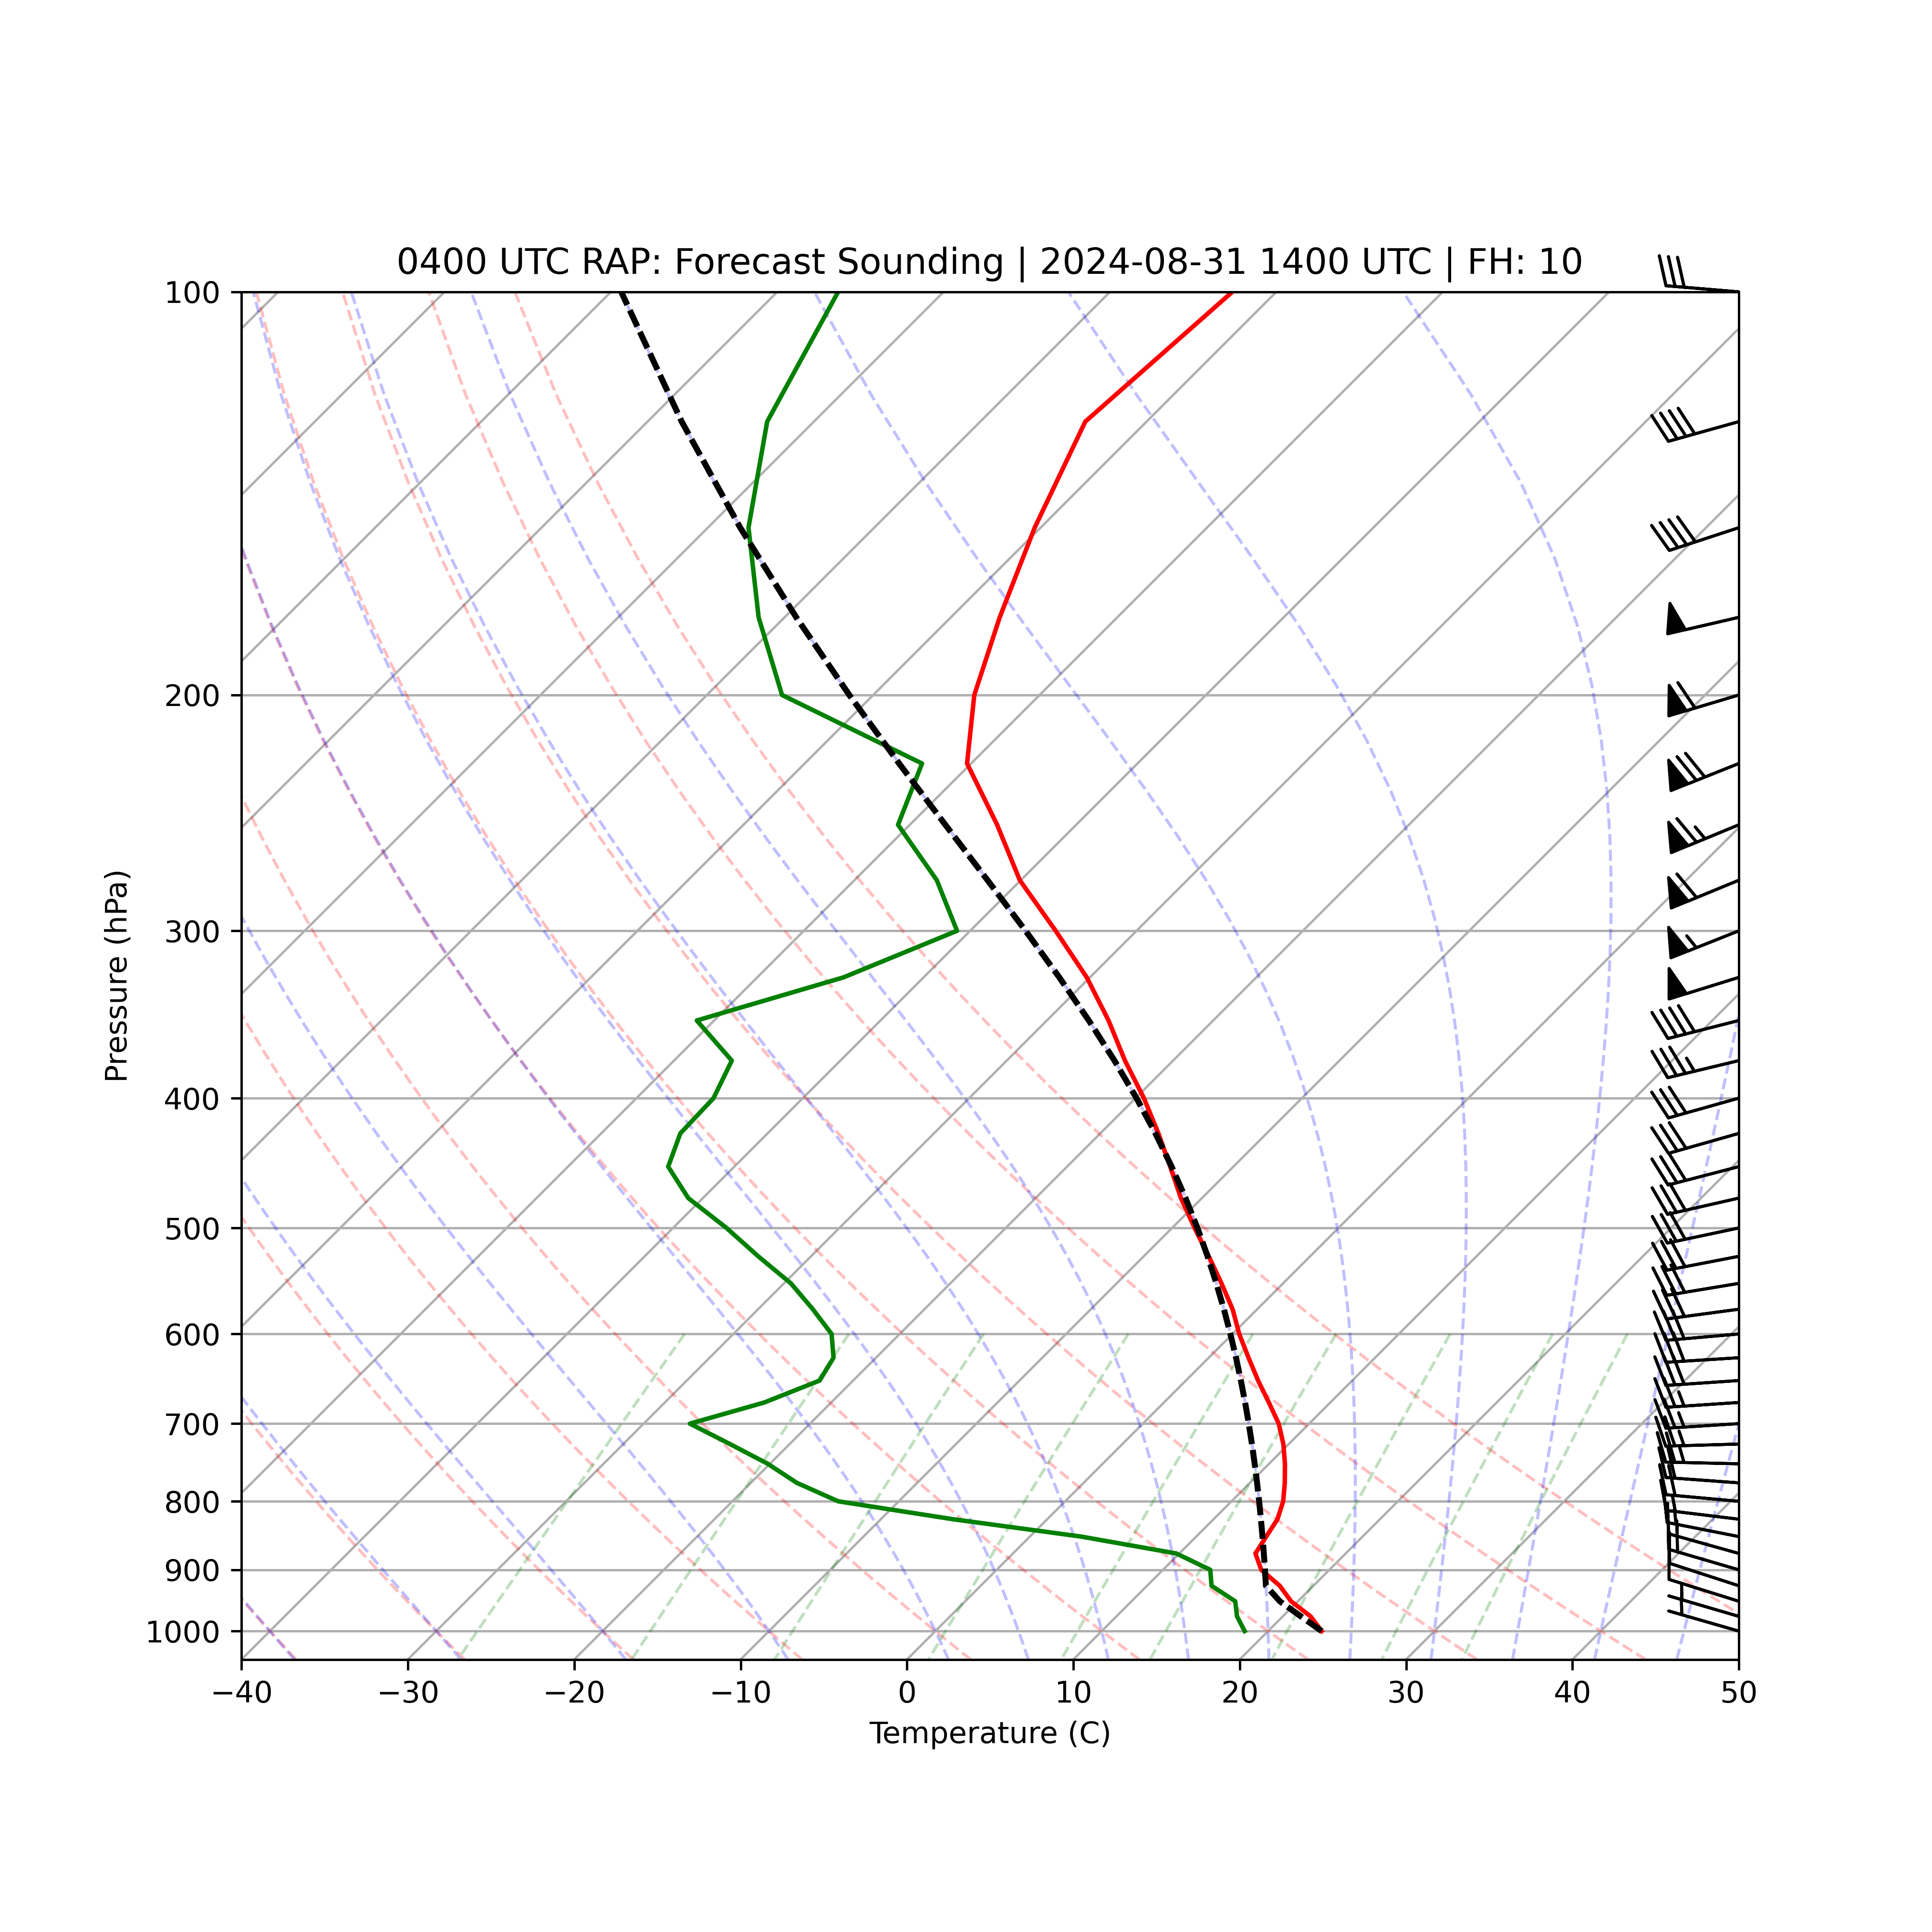 0400 UTC RAP: Forecast Sounding | 2024-08-31 1400 UTC | FH: 10
100
200
300
400
500
600
700
800
900
1000
Pressure (hPa)
−40 −30 −20 −10 0 10 20 30 40 50
Temperature (C)